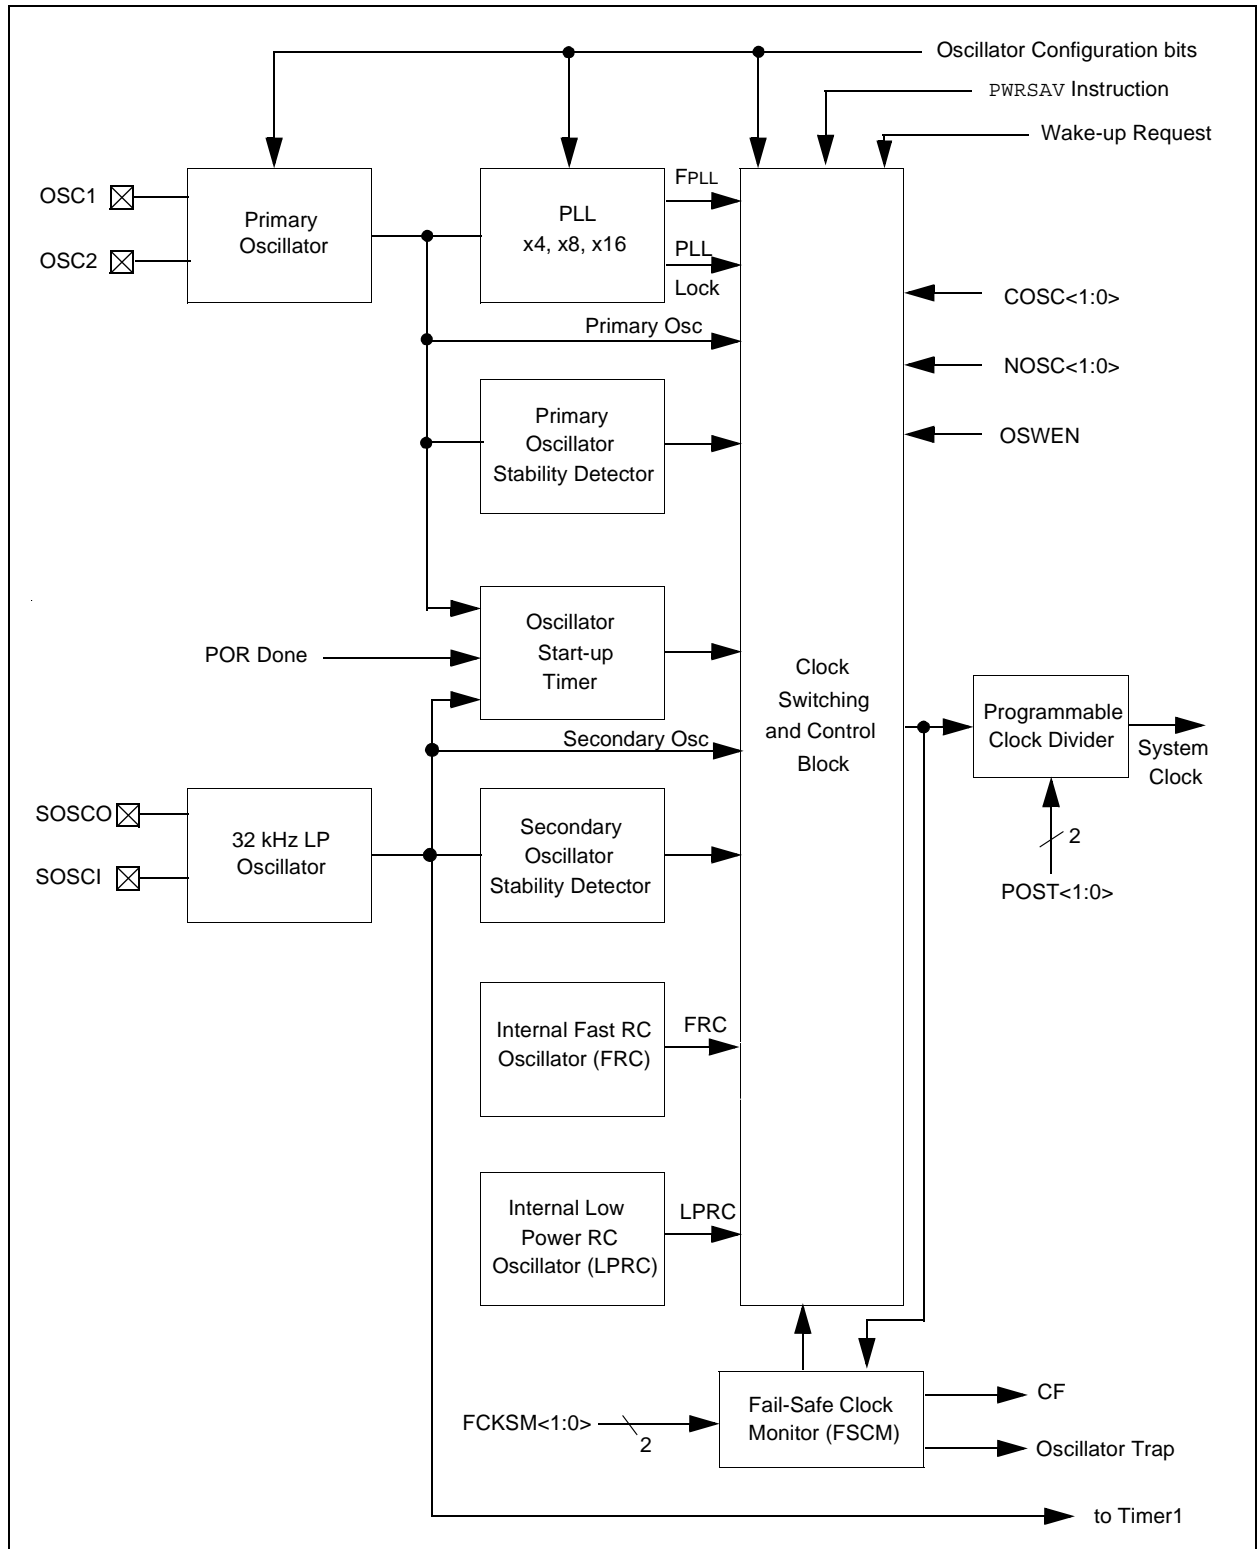 Oscillator Configuration bits
PWRSAV Instruction
Wake-up Request
OSC1
OSC2
Primary
Oscillator
PLL
x4, x8, x16
FPLL
PLL
Lock
COSC<1:0>
Primary Osc
NOSC<1:0>
Primary
Oscillator
Stability Detector
OSWEN
POR Done
Oscillator
Start-up
Timer
Clock
Switching
and Control
Block
Programmable
Clock Divider
System
Clock
Secondary Osc
SOSCO
SOSCI
32 kHz LP
Oscillator
Secondary
Oscillator
Stability Detector
2
POST<1:0>
Internal Fast RC
Oscillator (FRC)
FRC
Internal Low
Power RC
Oscillator (LPRC)
LPRC
FCKSM<1:0>
2
Fail-Safe Clock
Monitor (FSCM)
CF
Oscillator Trap
to Timer1